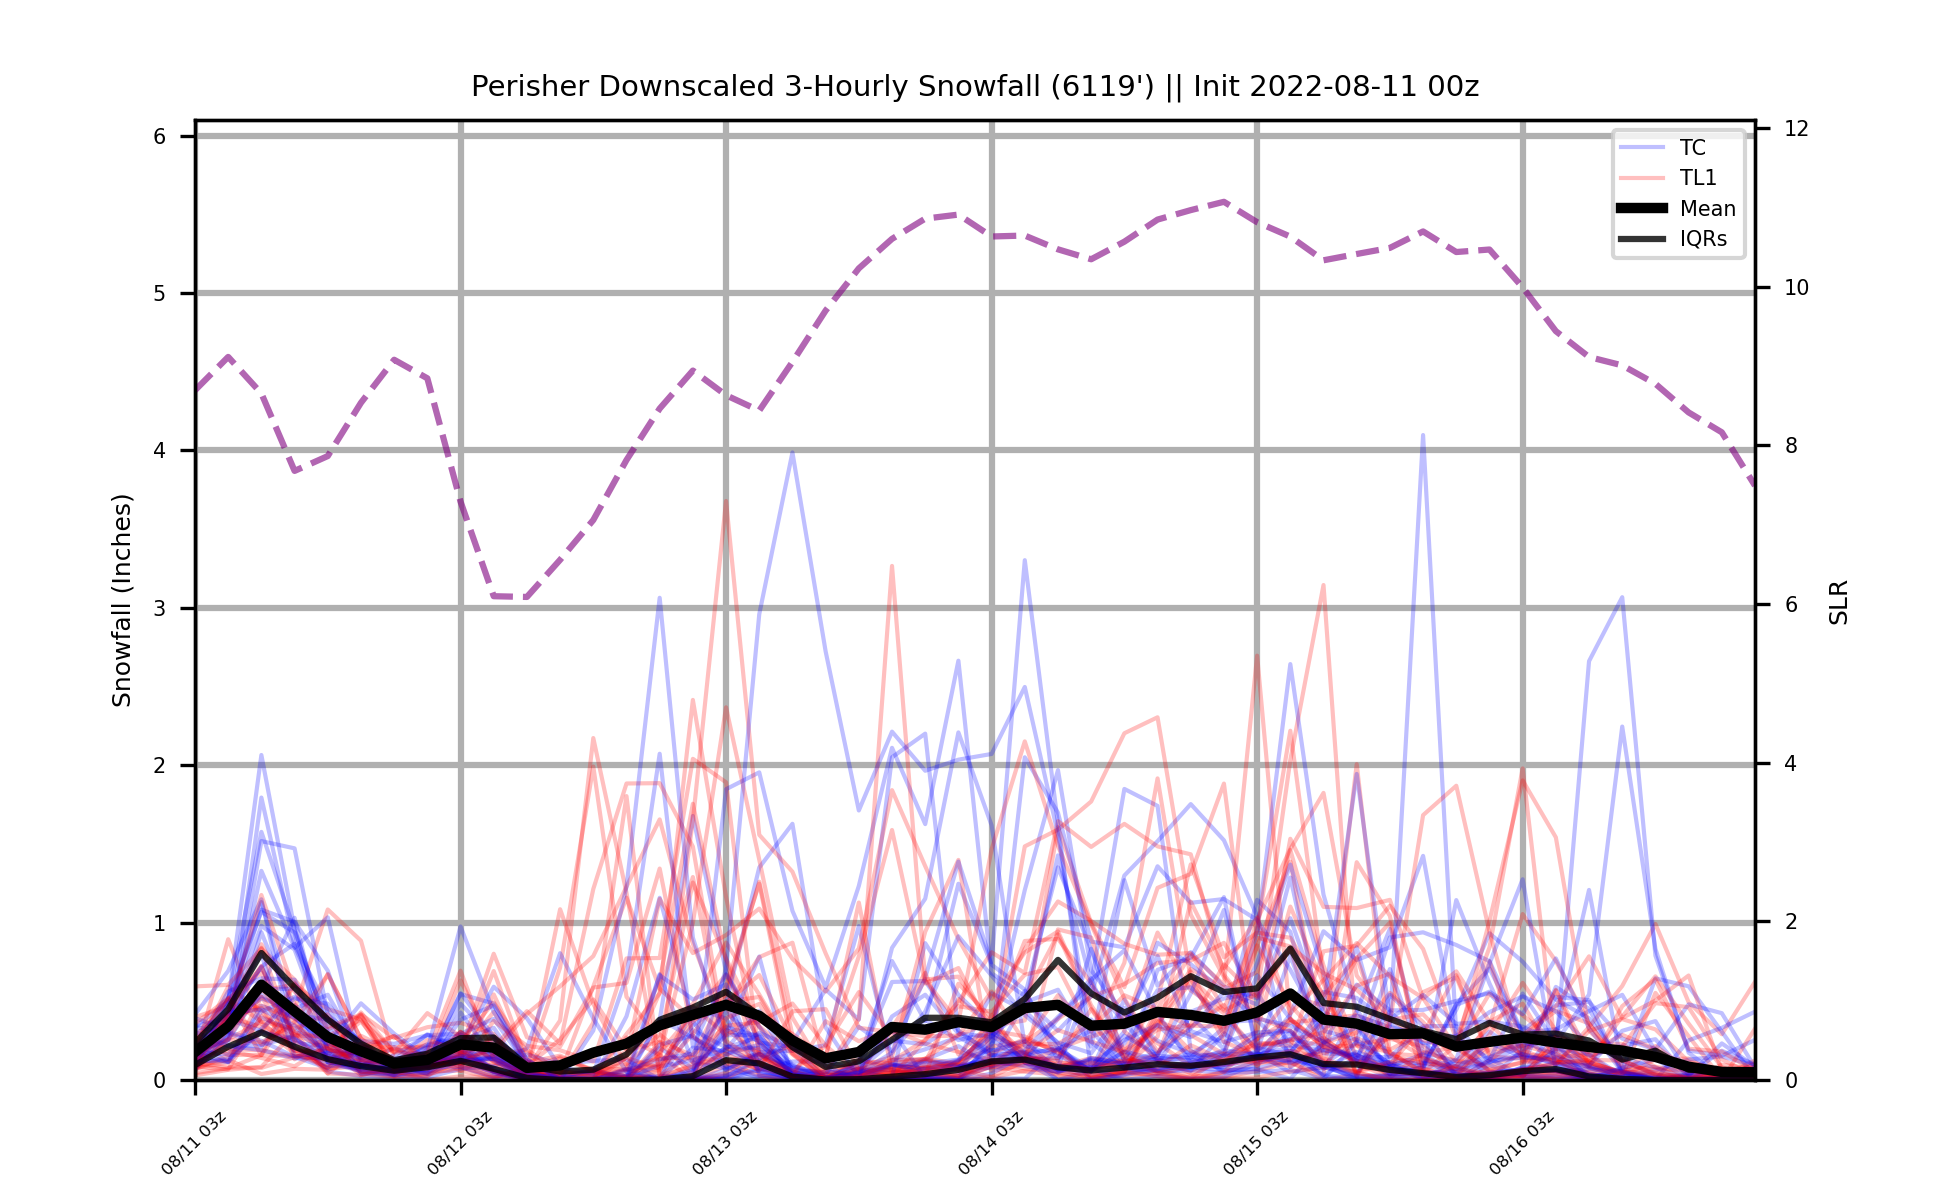 Perisher Downscaled 3-Hourly Snowfall (6119') || Init 2022-08-11 00z
6
5
4
3
2
1
0
Snowfall (Inches)
12
10
8
6
4
2
0
SLR
TC
TL1
Mean
IQRs
08/11 03z
08/12 03z
08/13 03z
08/14 03z
08/15 03z
08/16 03z